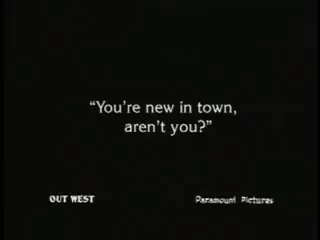 “You’re new in town,
aren’t you?”
OUT WEST
Paramount Pictures